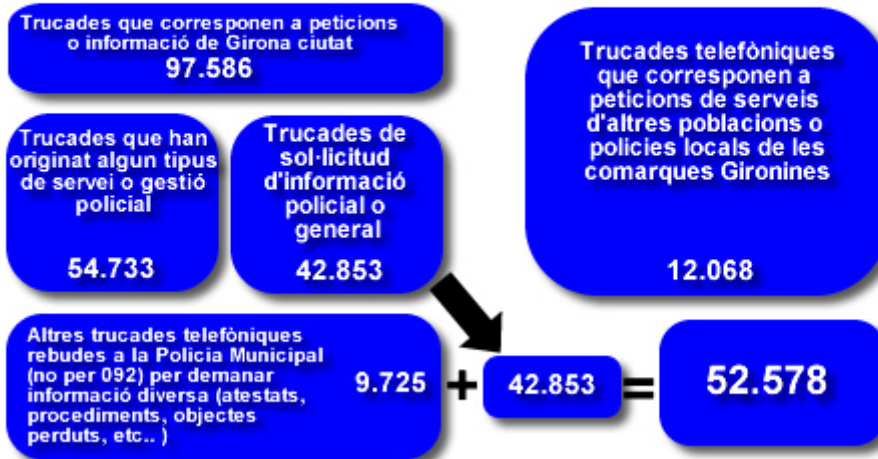 Trucades que corresponen a peticions
o informació de Girona ciutat
97.586
Trucades telefòniques
que corresponen a
peticions de serveis
d'altres poblacions o
policies locals de les
comarques Gironines
12.068
Trucades que han
originat algun tipus
de servei o gestió
policial
54.733
Trucades de
sol·licitud
d'informació
policial o
general
42.853
Altres trucades telefòniques
rebudes a la Policia Municipal
(no per 092) per demanar
informació diversa (atestats,
procediments, objectes
perduts, etc.. )
9.725 + 42.853 = 52.578